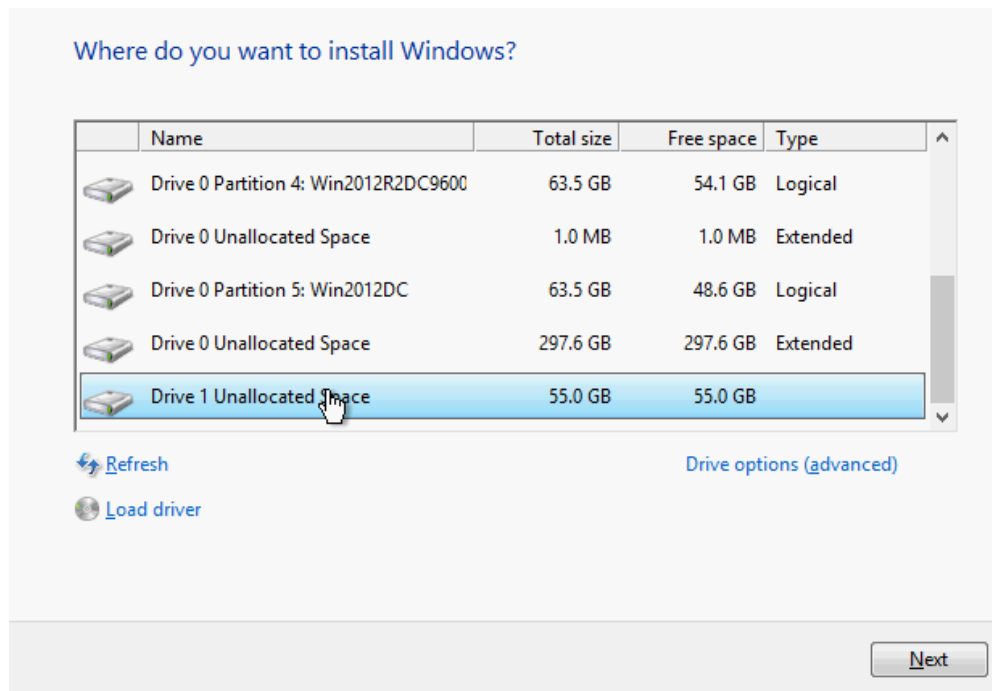 Where do you want to install Windows?
Name Total size Free space Type
Drive 0 Partition 4: Win2012R2DC9600 63.5 GB 54.1 GB Logical
Drive 0 Unallocated Space 1.0 MB 1.0 MB Extended
Drive 0 Partition 5: Win2012DC 63.5 GB 48.6 GB Logical
Drive 0 Unallocated Space 297.6 GB 297.6 GB Extended
Drive 1 Unallocated Space 55.0 GB 55.0 GB
Refresh Drive options (advanced)
Load driver
Next